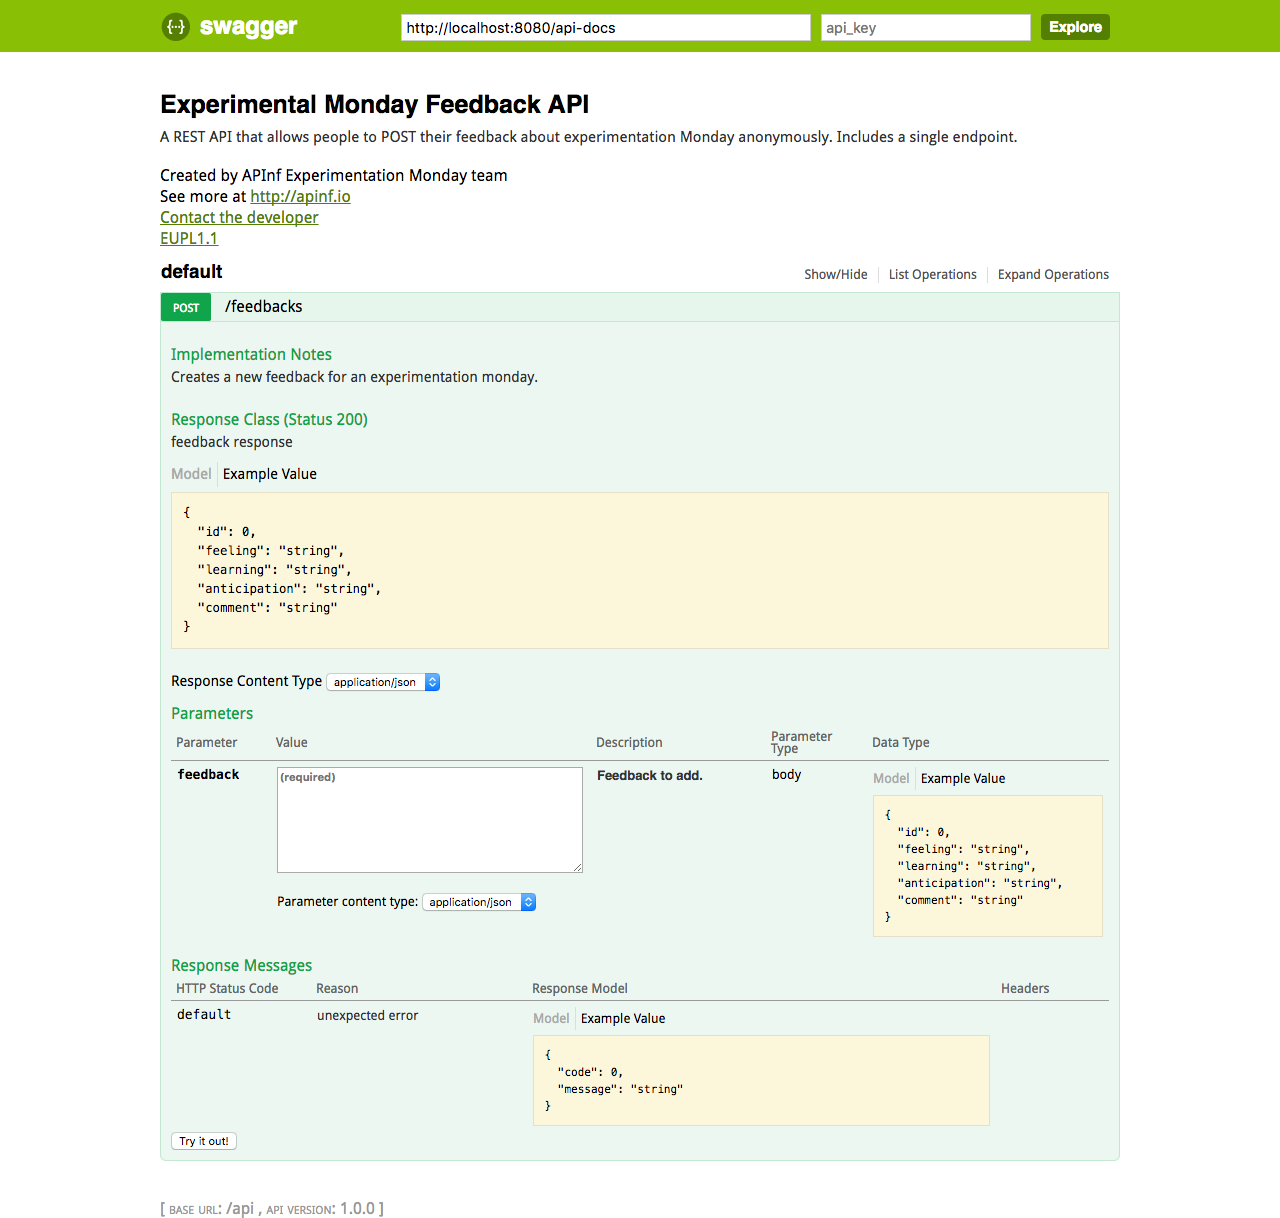 {··} swagger http://localhost:8080/api-docs api_key Explore
Experimental Monday Feedback API
A REST API that allows people to POST their feedback about experimentation Monday anonymously. Includes a single endpoint.
Created by APInf Experimentation Monday team
See more at http://apinf.io
Contact the developer
EUPL1.1
default Show/Hide List Operations Expand Operations
POST /feedbacks
Implementation Notes
Creates a new feedback for an experimentation monday.
Response Class (Status 200)
feedback response
Model Example Value
{
"id": 0,
"feeling": "string",
"learning": "string",
"anticipation": "string",
"comment": "string"
}
Response Content Type application/json
Parameters
Parameter Value Description Parameter Type Data Type
feedback (required) Feedback to add. body Model Example Value
{
"id": 0,
"feeling": "string",
"learning": "string",
"anticipation": "string",
"comment": "string"
}
Parameter content type: application/json
Response Messages
HTTP Status Code Reason Response Model Headers
default unexpected error Model Example Value
{
"code": 0,
"message": "string"
}
Try it out!
[ BASE URL: /api , API VERSION: 1.0.0 ]